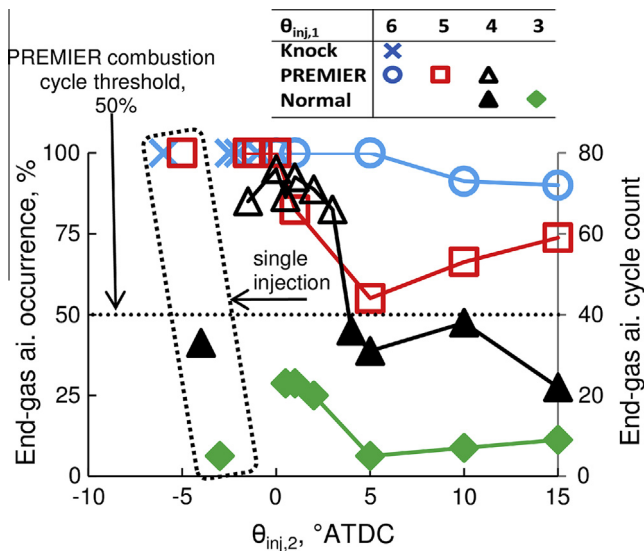 θinj,1 6 5 4 3
Knock
PREMIER
Normal
PREMIER combustion
cycle threshold,
50%
single
injection
End-gas ai. occurrence, %
100
75
50
25
0
End-gas ai. cycle count
80
60
40
20
0
-10 -5 0 5 10 15
θinj,2, °ATDC